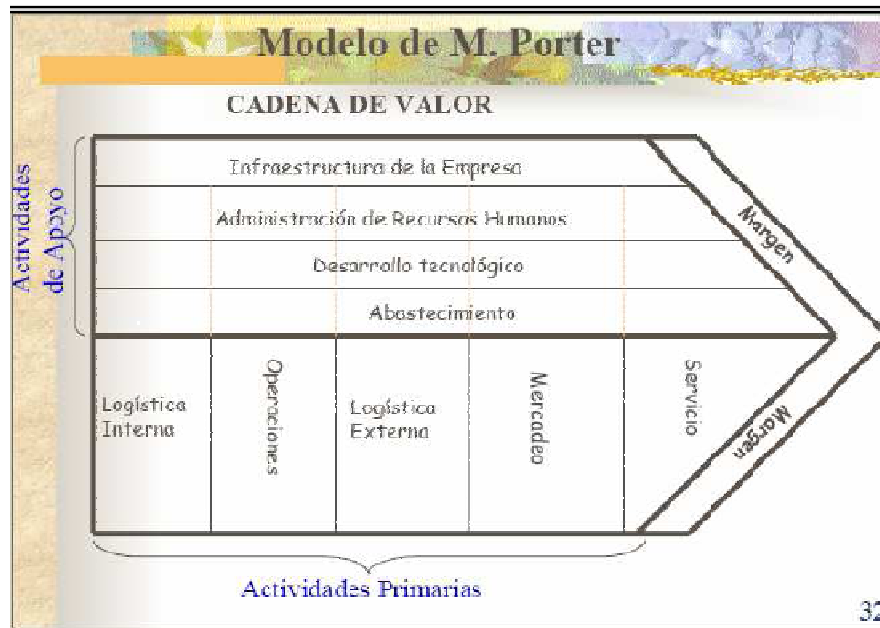 Modelo de M. Porter
CADENA DE VALOR
Actividades
de Apoyo
Infraestructura de la Empresa
Administración de Recursos Humanos
Desarrollo tecnológico
Abastecimiento
Margen
Logística
Interna
Operaciones
Logística
Externa
Mercadeo
Servicio
Margen
Actividades Primarias
32